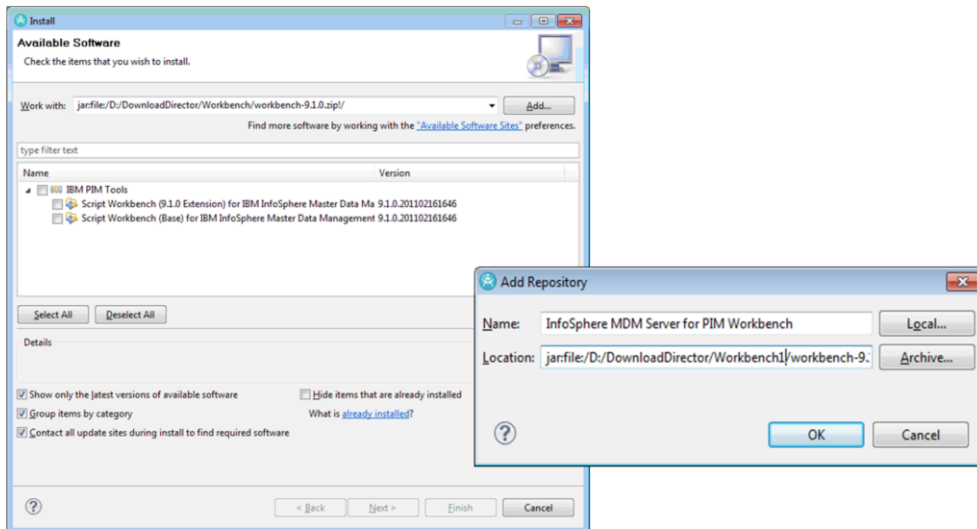 Install
Available Software
Check the items that you wish to install.
Work with: jar:file:/D:/DownloadDirector/Workbench/workbench-9.1.0.zip!/ Add...
Find more software by working with the "Available Software Sites" preferences.
type filter text
Name Version
IBM PIM Tools
Script Workbench (9.1.0 Extension) for IBM InfoSphere Master Data Ma 9.1.0.201102161646
Script Workbench (Base) for IBM InfoSphere Master Data Management 9.1.0.201102161646
Select All Deselect All
Details
Show only the latest versions of available software Hide items that are already installed
Group items by category What is already installed?
Contact all update sites during install to find required software
< Back Next > Finish Cancel
Add Repository
Name: InfoSphere MDM Server for PIM Workbench Local...
Location: jar:file:/D:/DownloadDirector/Workbench1/workbench-9. Archive...
OK Cancel